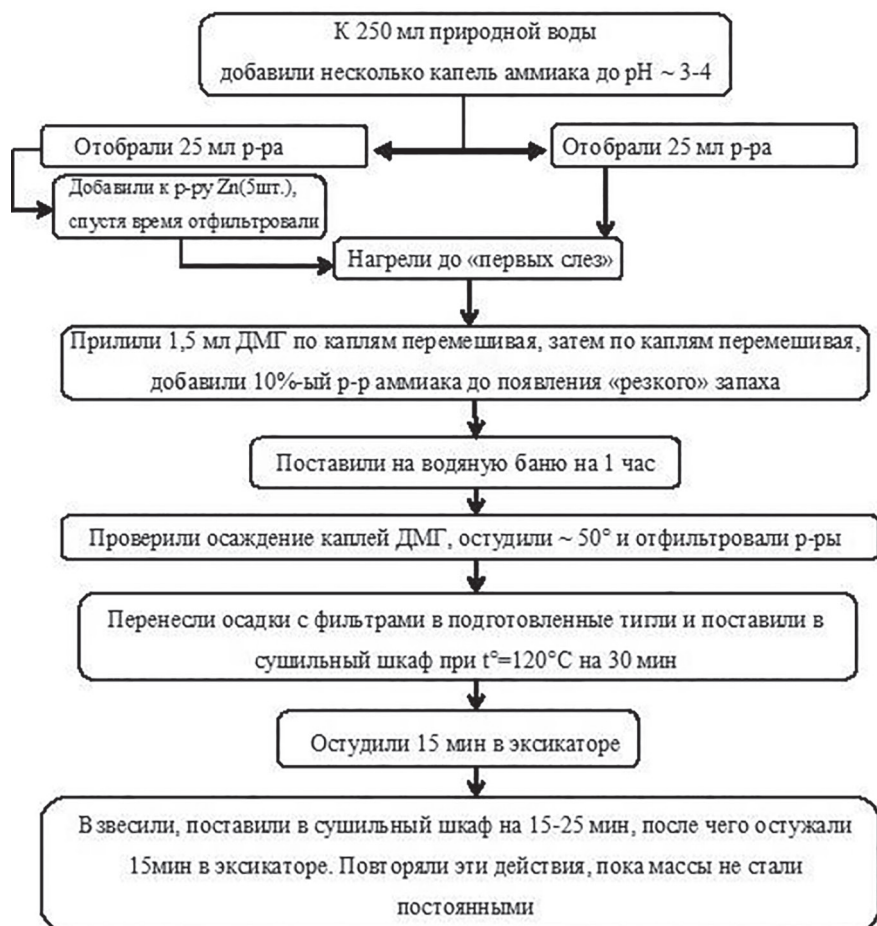 К 250 мл природной воды
добавили несколько капель аммиака до pH ~ 3-4
Отобрали 25 мл р-ра
Отобрали 25 мл р-ра
Добавили к р-ру Zn(5шт.),
спустя время отфильтровали
Нагрели до «первых слез»
Прилили 1,5 мл ДМГ по каплям перемешивая, затем по каплям перемешивая,
добавили 10%-ый р-р аммиака до появления «резкого» запаха
Поставили на водяную баню на 1 час
Проверили осаждение каплей ДМГ, остудили ~ 50° и отфильтровали р-ры
Перенесли осадки с фильтрами в подготовленные тигли и поставили в
сушильный шкаф при t°=120°C на 30 мин
Остудили 15 мин в эксикаторе
Взвесили, поставили в сушильный шкаф на 15-25 мин, после чего остужали
15мин в эксикаторе. Повторяли эти действия, пока массы не стали
постоянными